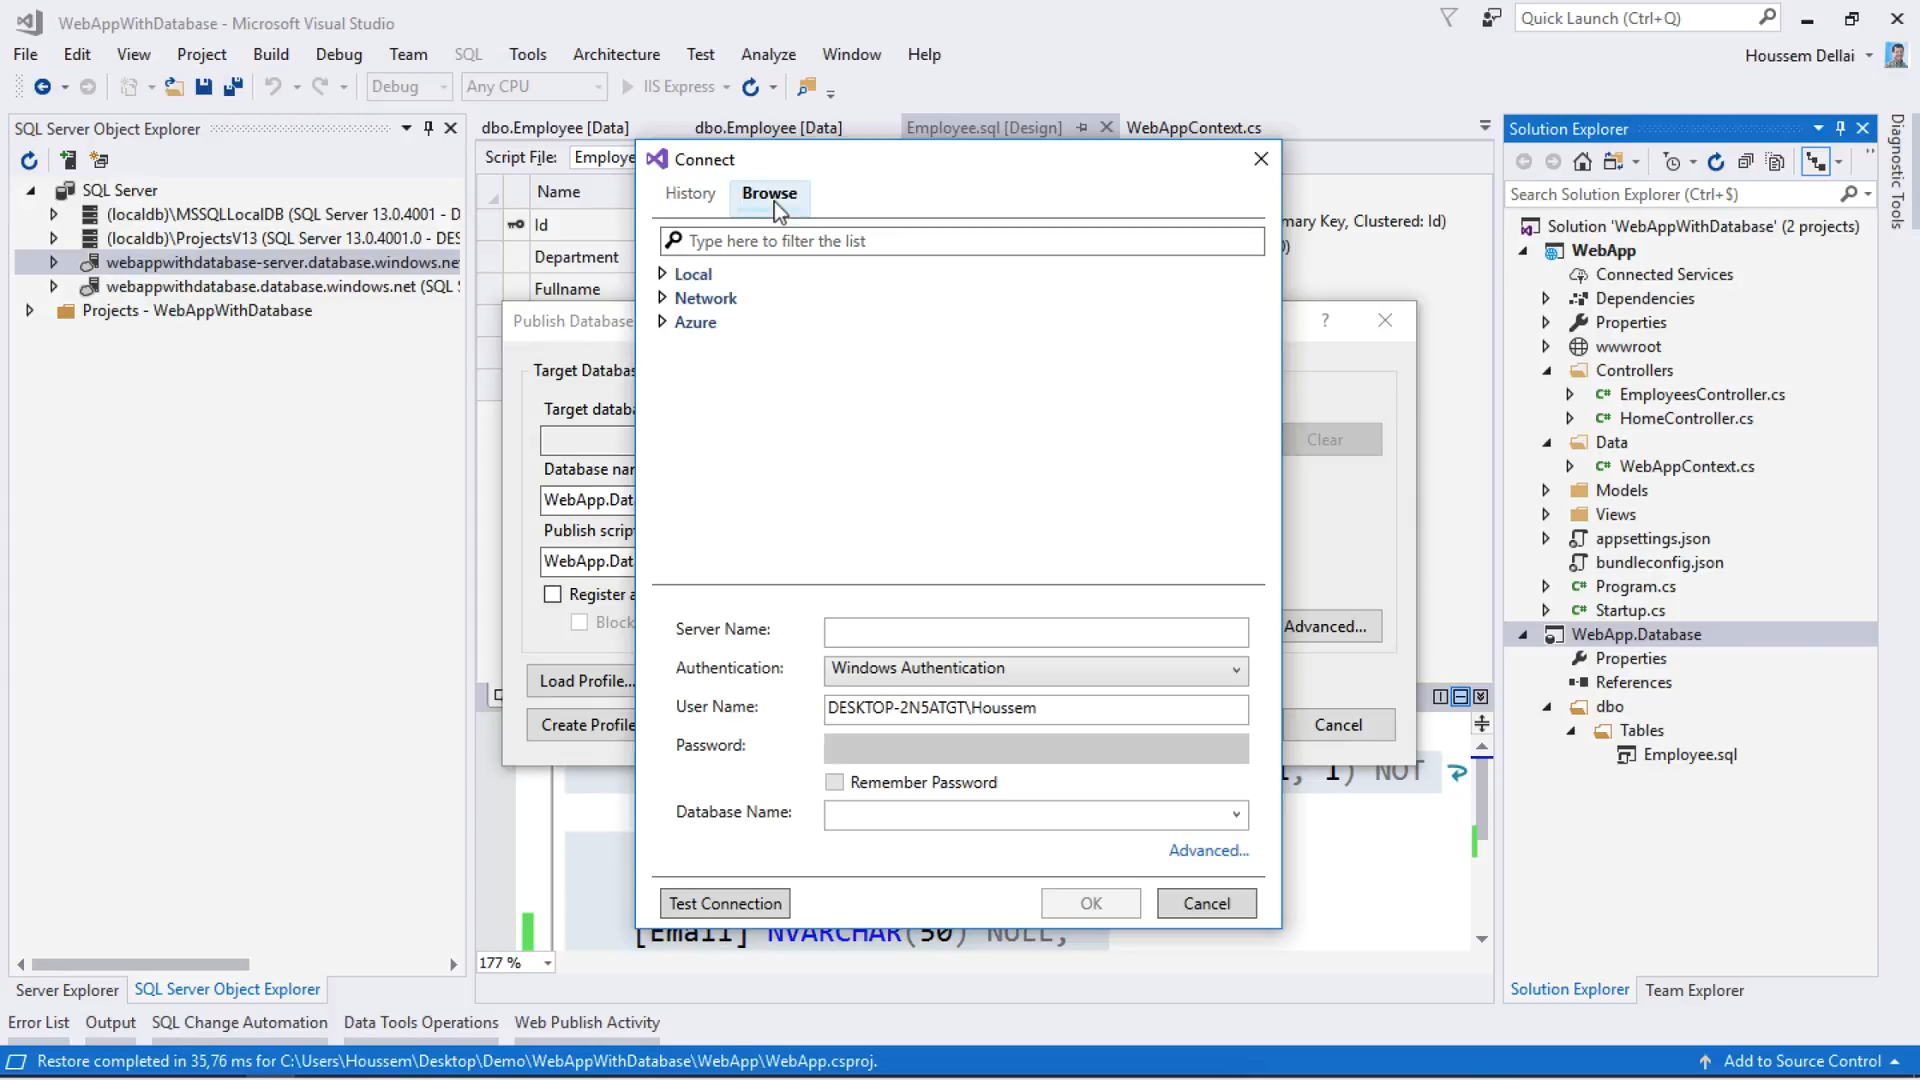 WebAppWithDatabase - Microsoft Visual Studio
Quick Launch (Ctrl+Q)
File Edit View Project Build Debug Team SQL Tools Architecture Test Analyze Window Help
Houssem Dellai
Debug
Any CPU
IIS Express
SQL Server Object Explorer
SQL Server
(localdb)\MSSQLLocalDB (SQL Server 13.0.4001 - D
(localdb)\ProjectsV13 (SQL Server 13.0.4001.0 - DES
webappwithdatabase-server.database.windows.ne
webappwithdatabase.database.windows.net (SQL S
Projects - WebAppWithDatabase
Server Explorer
SQL Server Object Explorer
dbo.Employee [Data]
dbo.Employee [Data]
Employee.sql [Design]
WebAppContext.cs
Script File:
Employe
Name
Id
Department
Fullname
mary Key, Clustered: Id)
Publish Database
?
Target Databas
Target databa
Clear
Database nam
WebApp.Dat
Publish script
WebApp.Dat
Register a
Block
Advanced...
Load Profile...
Create Profile
Cancel
Connect
History
Browse
Type here to filter the list
Local
Network
Azure
Server Name:
Authentication:
Windows Authentication
User Name:
DESKTOP-2N5ATGT\Houssem
Password:
Remember Password
Database Name:
Advanced...
Test Connection
OK
Cancel
1) NOT
[Email] NVARCHAR(50) NULL,
177 %
Solution Explorer
Search Solution Explorer (Ctrl+$)
Solution 'WebAppWithDatabase' (2 projects)
WebApp
Connected Services
Dependencies
Properties
wwwroot
Controllers
C# EmployeesController.cs
C# HomeController.cs
Data
C# WebAppContext.cs
Models
Views
appsettings.json
bundleconfig.json
C# Program.cs
C# Startup.cs
WebApp.Database
Properties
References
dbo
Tables
Employee.sql
Solution Explorer
Team Explorer
Diagnostic Tools
Error List
Output
SQL Change Automation
Data Tools Operations
Web Publish Activity
Restore completed in 35,76 ms for C:\Users\Houssem\Desktop\Demo\WebAppWithDatabase\WebApp\WebApp.csproj.
Add to Source Control